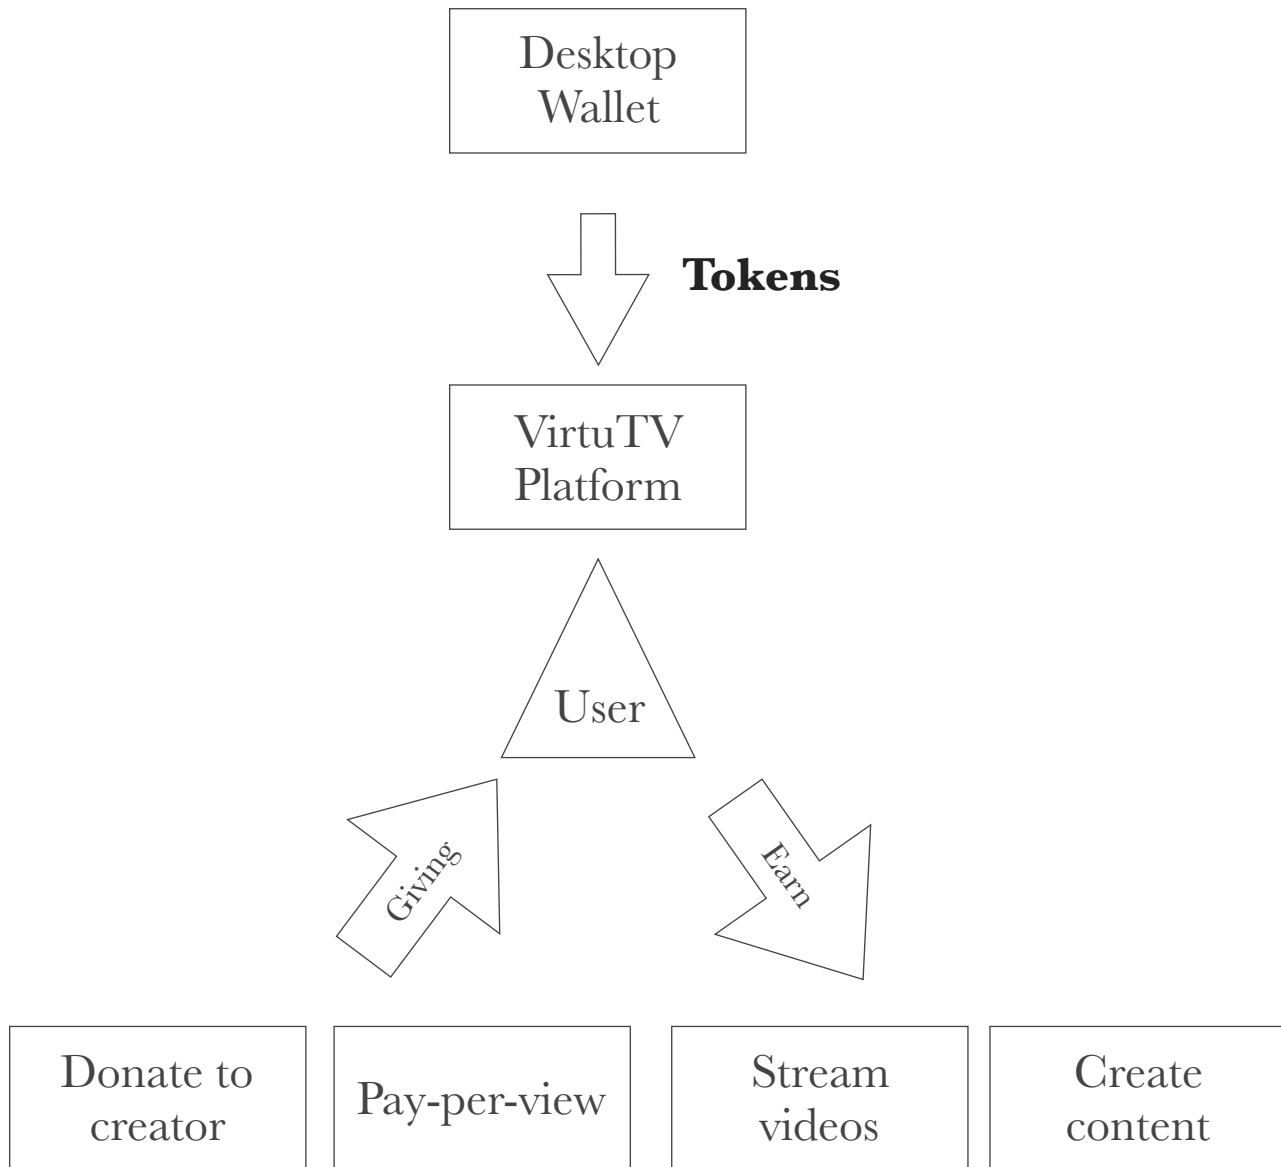 Desktop
Wallet
Tokens
VirtuTV
Platform
User
Giving
Earn
Donate to
creator
Pay-per-view
Stream
videos
Create
content